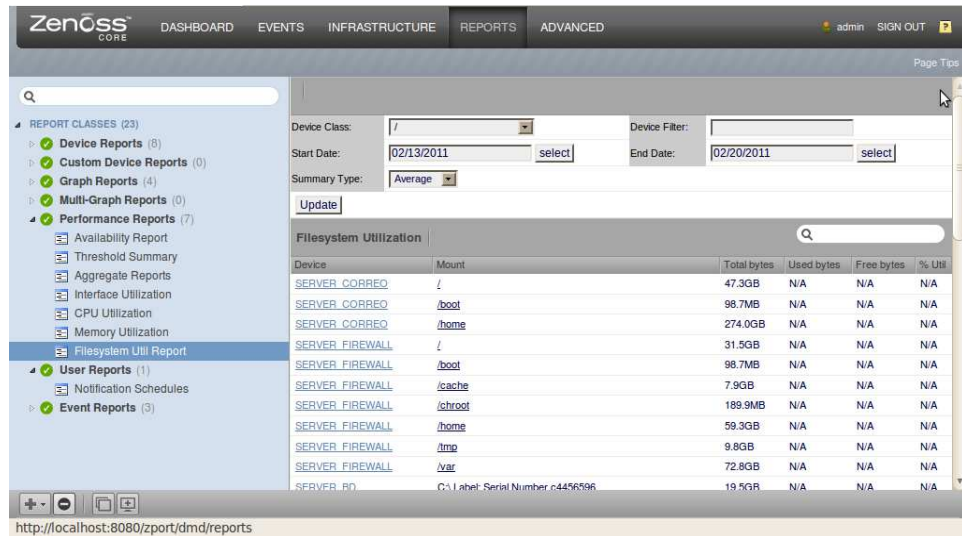 Zenōss™ CORE DASHBOARD EVENTS INFRASTRUCTURE REPORTS ADVANCED admin SIGN OUT ?
Page Tips
REPORT CLASSES (23)
Device Reports (8)
Custom Device Reports (0)
Graph Reports (4)
Multi-Graph Reports (0)
Performance Reports (7)
Availability Report
Threshold Summary
Aggregate Reports
Interface Utilization
CPU Utilization
Memory Utilization
Filesystem Util Report
User Reports (1)
Notification Schedules
Event Reports (3)
Device Class: / Device Filter:
Start Date: 02/13/2011 select End Date: 02/20/2011 select
Summary Type: Average
Update
Filesystem Utilization
Device Mount Total bytes Used bytes Free bytes % Util
SERVER_CORREO / 47.3GB N/A N/A N/A
SERVER_CORREO /boot 98.7MB N/A N/A N/A
SERVER_CORREO /home 274.0GB N/A N/A N/A
SERVER_FIREWALL / 31.5GB N/A N/A N/A
SERVER_FIREWALL /boot 98.7MB N/A N/A N/A
SERVER_FIREWALL /cache 7.9GB N/A N/A N/A
SERVER_FIREWALL /chroot 189.9MB N/A N/A N/A
SERVER_FIREWALL /home 59.3GB N/A N/A N/A
SERVER_FIREWALL /tmp 9.8GB N/A N/A N/A
SERVER_FIREWALL /var 72.8GB N/A N/A N/A
SERVER_BD C:\ Label: Serial Number c4456596 19.5GB N/A N/A N/A
http://localhost:8080/zport/dmd/reports